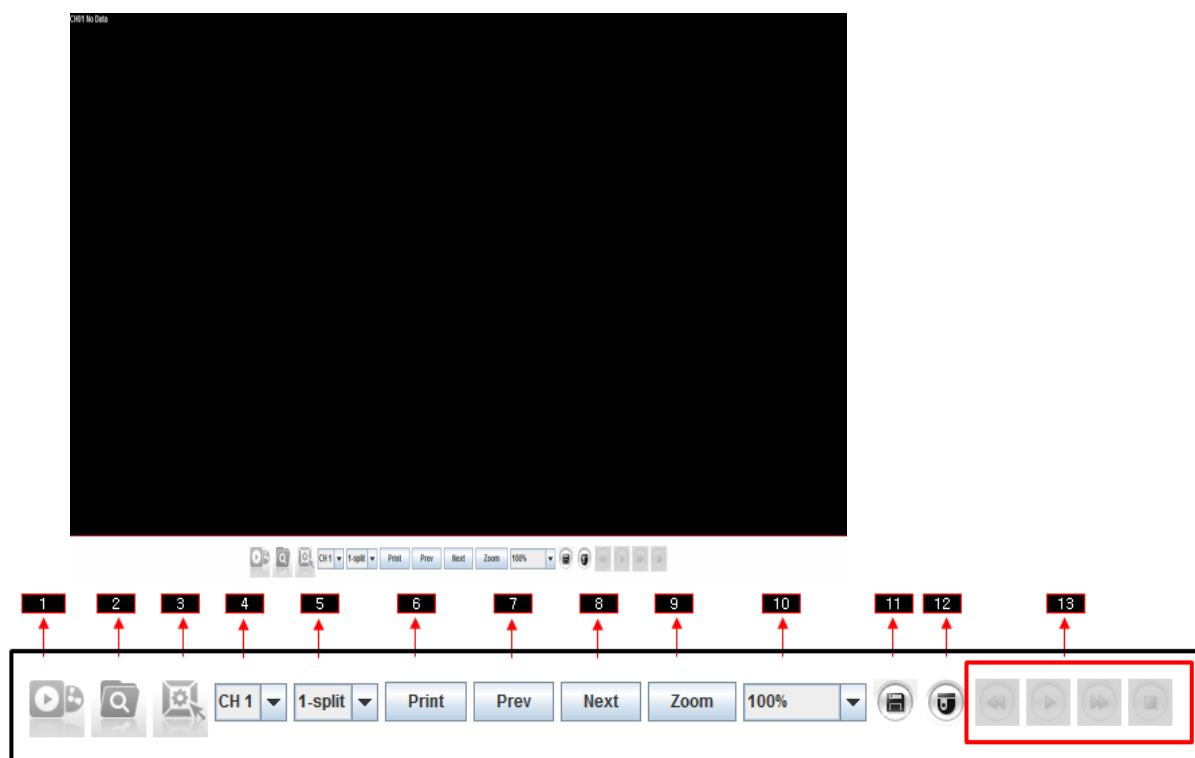 CH01 No Data
CH 1 1-split Print Prev Next Zoom 100%
1 2 3 4 5 6 7 8 9 10 11 12 13
CH 1 1-split Print Prev Next Zoom 100%